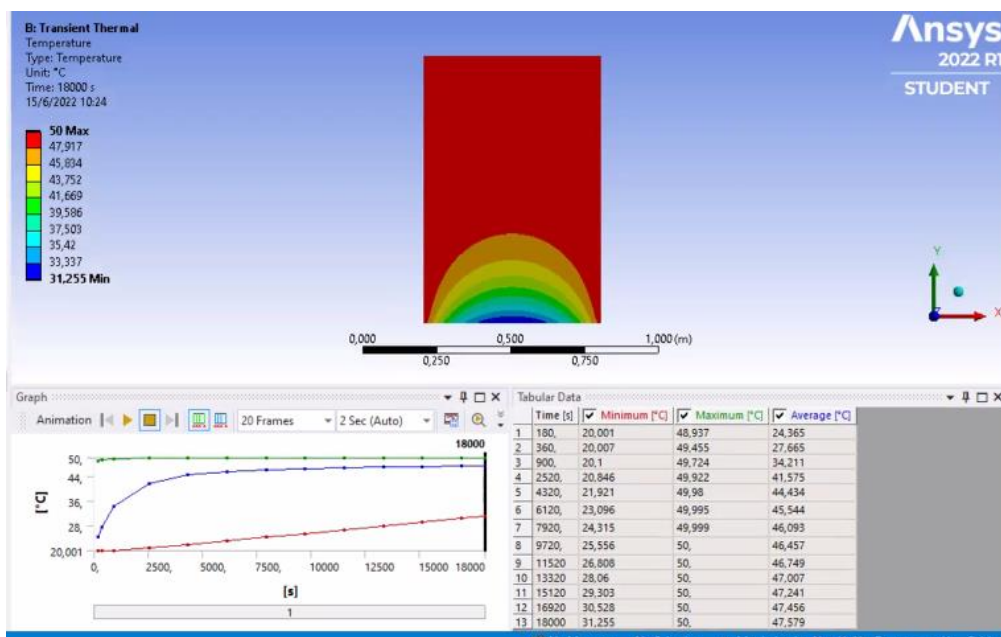 B: Transient Thermal
Temperature
Type: Temperature
Unit: °C
Time: 18000 s
15/6/2022 10:24
50 Max
47,917
45,834
43,752
41,669
39,586
37,503
35,42
33,337
31,255 Min
Ansys
2022 R1
STUDENT
Y
Z
X
0,000 0,500 1,000 (m)
0,250 0,750
Graph
Animation 20 Frames 2 Sec (Auto)
18000
50,
44,
36,
28,
20,001
[°C]
0, 2500, 5000, 7500, 10000 12500 15000 18000
[s]
1
Tabular Data
Time [s] Minimum [°C] Maximum [°C] Average [°C]
1 180, 20,001 48,937 24,365
2 360, 20,007 49,455 27,665
3 900, 20,1 49,724 34,211
4 2520, 20,846 49,922 41,575
5 4320, 21,921 49,98 44,434
6 6120, 23,096 49,995 45,544
7 7920, 24,315 49,999 46,093
8 9720, 25,556 50, 46,457
9 11520 26,808 50, 46,749
10 13320 28,06 50, 47,007
11 15120 29,303 50, 47,241
12 16920 30,528 50, 47,456
13 18000 31,255 50, 47,579